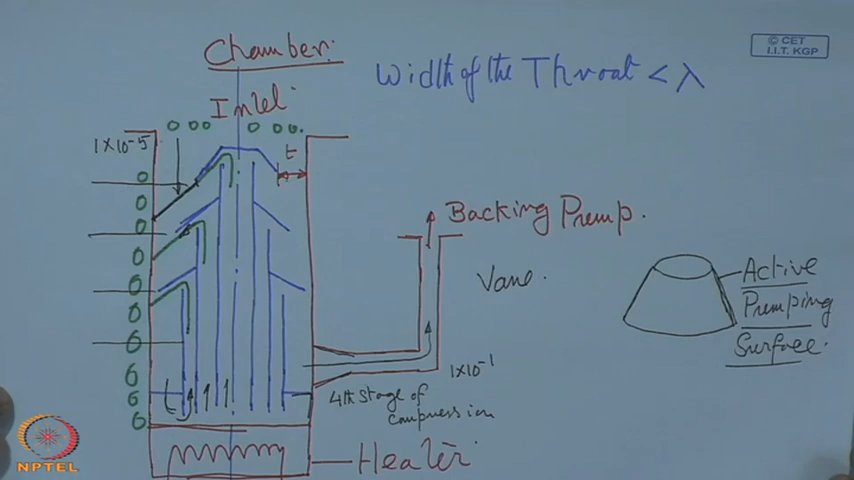 Chamber
© CET
I.I.T. KGP
Width of the Throat < λ
Inlet
1×10-5
t
Backing Pump.
Vane.
Active
Pumping
Surface.
1×10-1
4th Stage of
compression
Heater
NPTEL